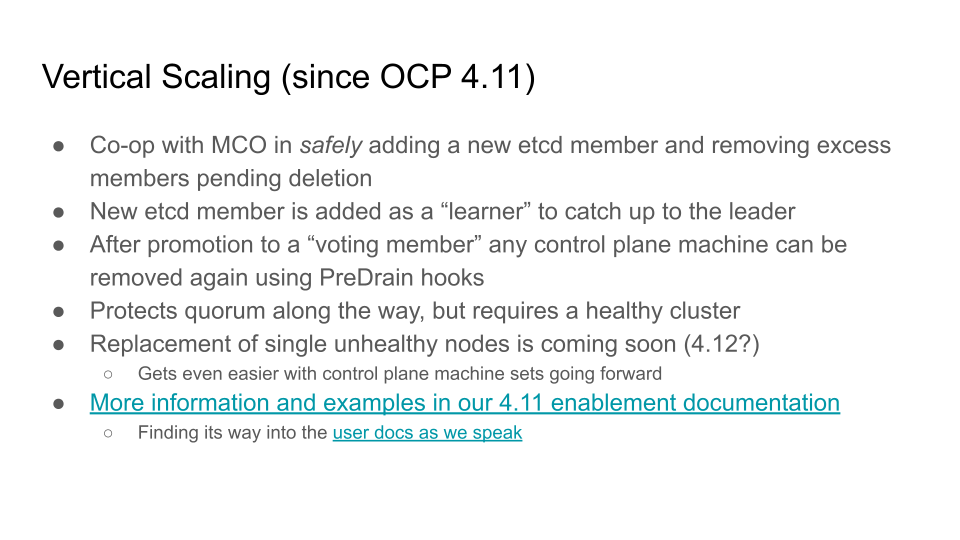 Vertical Scaling (since OCP 4.11)
● Co-op with MCO in safely adding a new etcd member and removing excess
members pending deletion
● New etcd member is added as a “learner” to catch up to the leader
● After promotion to a “voting member” any control plane machine can be
removed again using PreDrain hooks
● Protects quorum along the way, but requires a healthy cluster
● Replacement of single unhealthy nodes is coming soon (4.12?)
○ Gets even easier with control plane machine sets going forward
● More information and examples in our 4.11 enablement documentation
○ Finding its way into the user docs as we speak